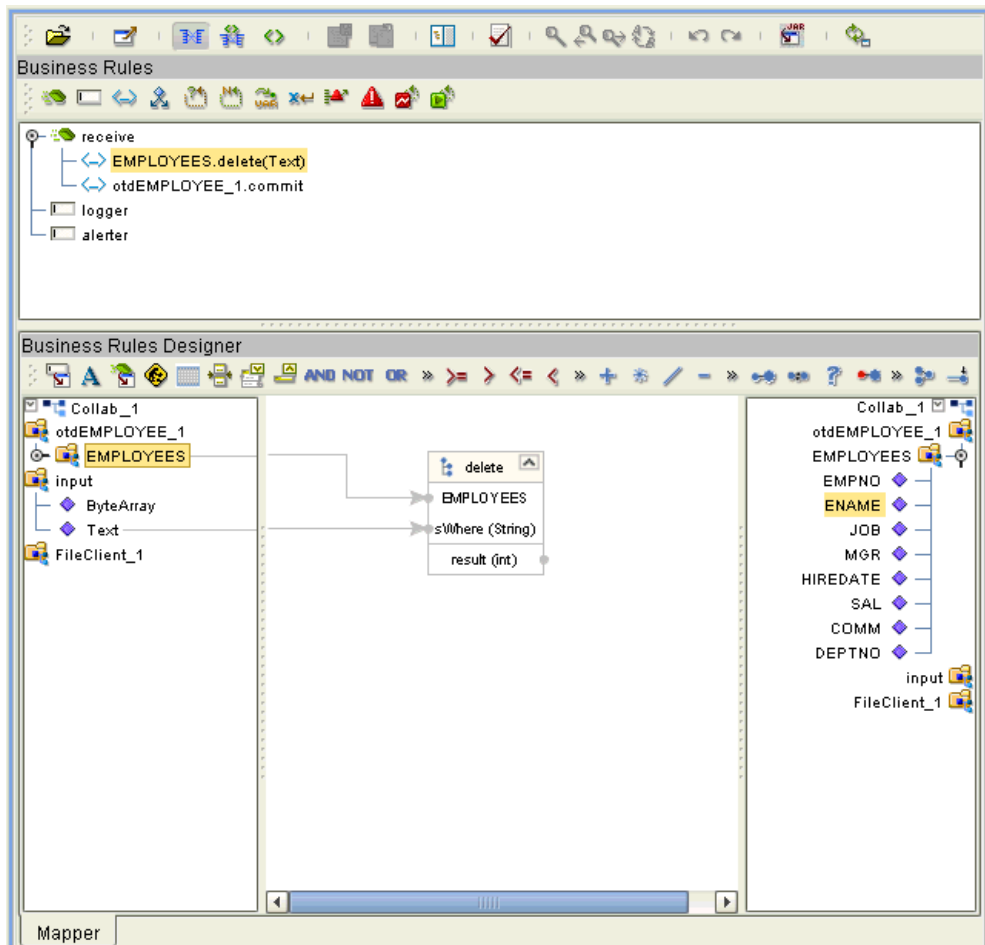 JAR
Business Rules
receive
EMPLOYEES.delete(Text)
otdEMPLOYEE_1.commit
logger
alerter
Business Rules Designer
A AND NOT OR » >= > <= < » + / - » ? » 
Collab_1
otdEMPLOYEE_1
EMPLOYEES
input
ByteArray
Text
FileClient_1
delete
EMPLOYEES
sWhere (String)
result (int)
Collab_1
otdEMPLOYEE_1
EMPLOYEES
EMPNO
ENAME
JOB
MGR
HIREDATE
SAL
COMM
DEPTNO
input
FileClient_1
Mapper